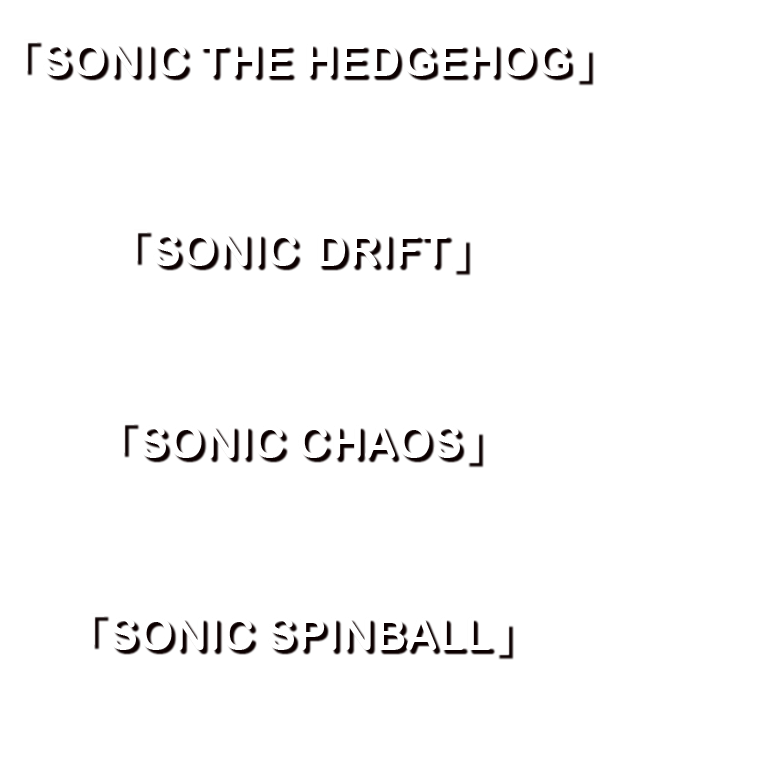 「SONIC THE HEDGEHOG」
「SONIC DRIFT」
「SONIC CHAOS」
「SONIC SPINBALL」